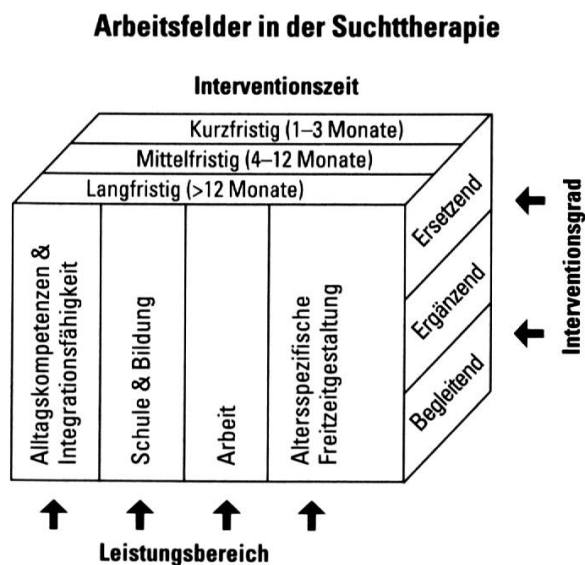 Arbeitsfelder in der Suchttherapie
Interventionszeit
Kurzfristig (1–3 Monate)
Mittelfristig (4–12 Monate)
Langfristig (>12 Monate)
Alltagskompetenzen &
Integrationsfähigkeit
Schule & Bildung
Arbeit
Altersspezifische
Freitzeitgestaltung
Ersetzend
Ergänzend
Begleitend
Interventionsgrad
Leistungsbereich